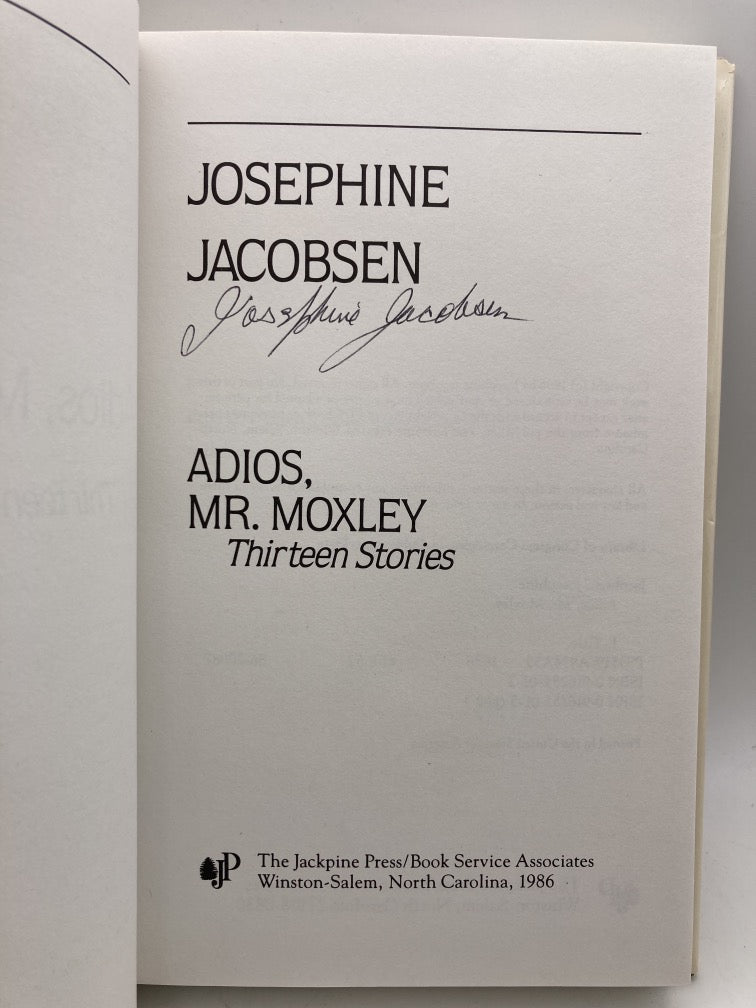 JOSEPHINE
JACOBSEN
Josephine Jacobsen
ADIOS,
MR. MOXLEY
Thirteen Stories
JP The Jackpine Press/Book Service Associates
Winston-Salem, North Carolina, 1986